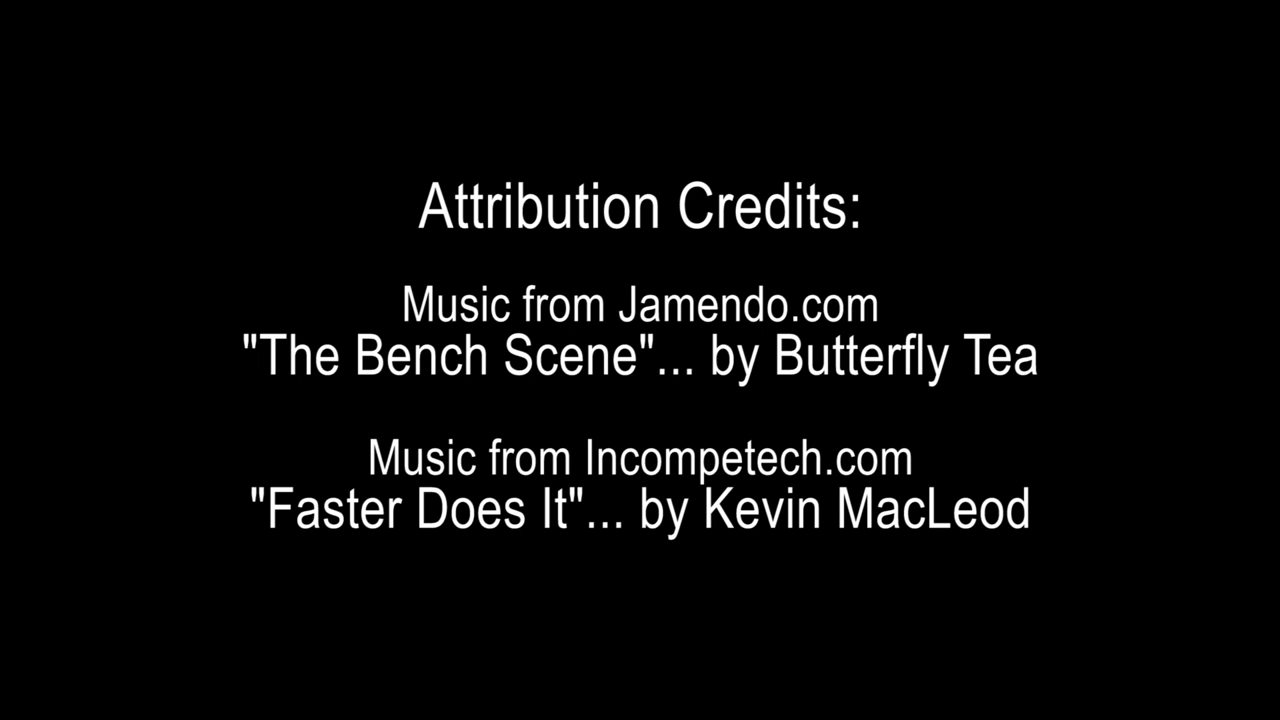 Attribution Credits:
Music from Jamendo.com
"The Bench Scene"... by Butterfly Tea
Music from Incompetech.com
"Faster Does It"... by Kevin MacLeod